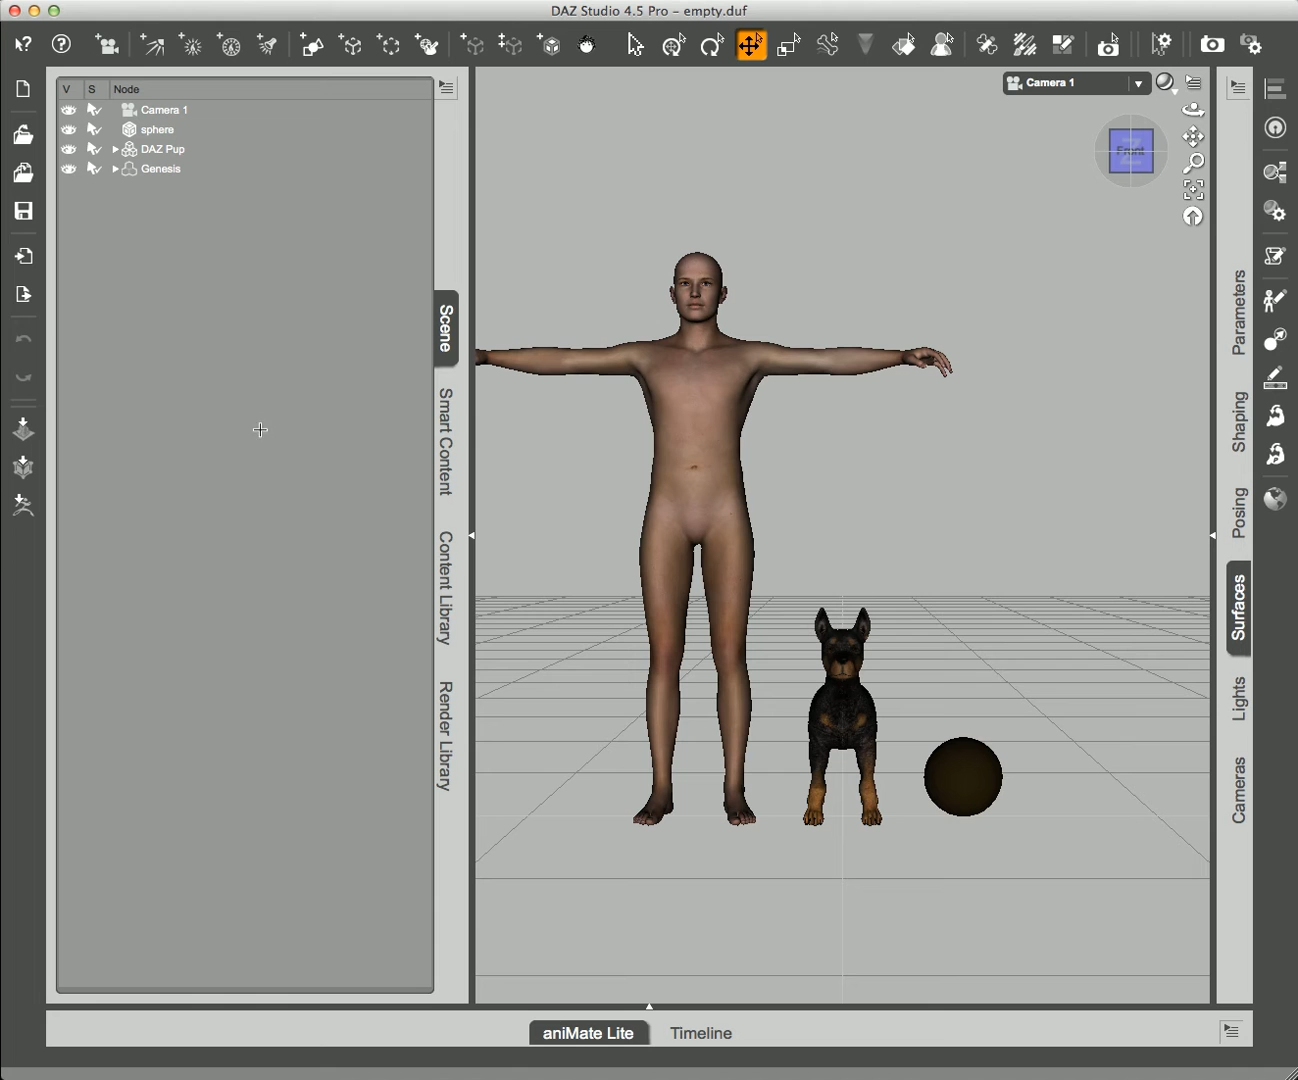 DAZ Studio 4.5 Pro - empty.duf
V S Node
Camera 1
sphere
DAZ Pup
Genesis
Scene
Smart Content
Content Library
Render Library
Camera 1
Front
Parameters
Shaping
Posing
Surfaces
Lights
Cameras
aniMate Lite
Timeline